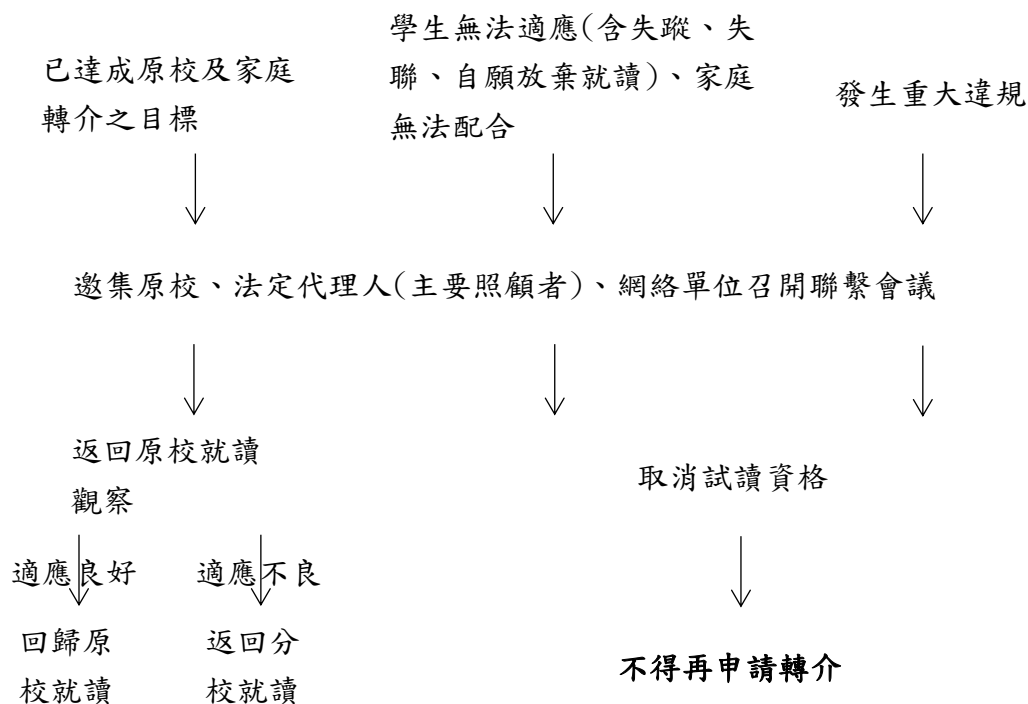 已達成原校及家庭
轉介之目標
學生無法適應(含失蹤、失
聯、自願放棄就讀)、家庭
無法配合
發生重大違規
邀集原校、法定代理人(主要照顧者)、網絡單位召開聯繫會議
返回原校就讀
觀察
取消試讀資格
適應良好
適應不良
回歸原
校就讀
返回分
校就讀
不得再申請轉介